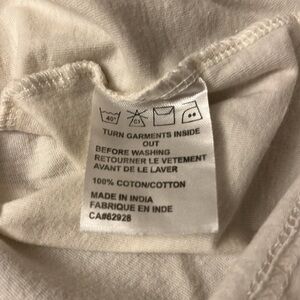 40°
CL
TURN GARMENTS INSIDE
OUT
BEFORE WASHING
RETOURNER LE VETEMENT
AVANT DE LE LAVER
100% COTON/COTTON
MADE IN INDIA
FABRIQUE EN INDE
CA#62928